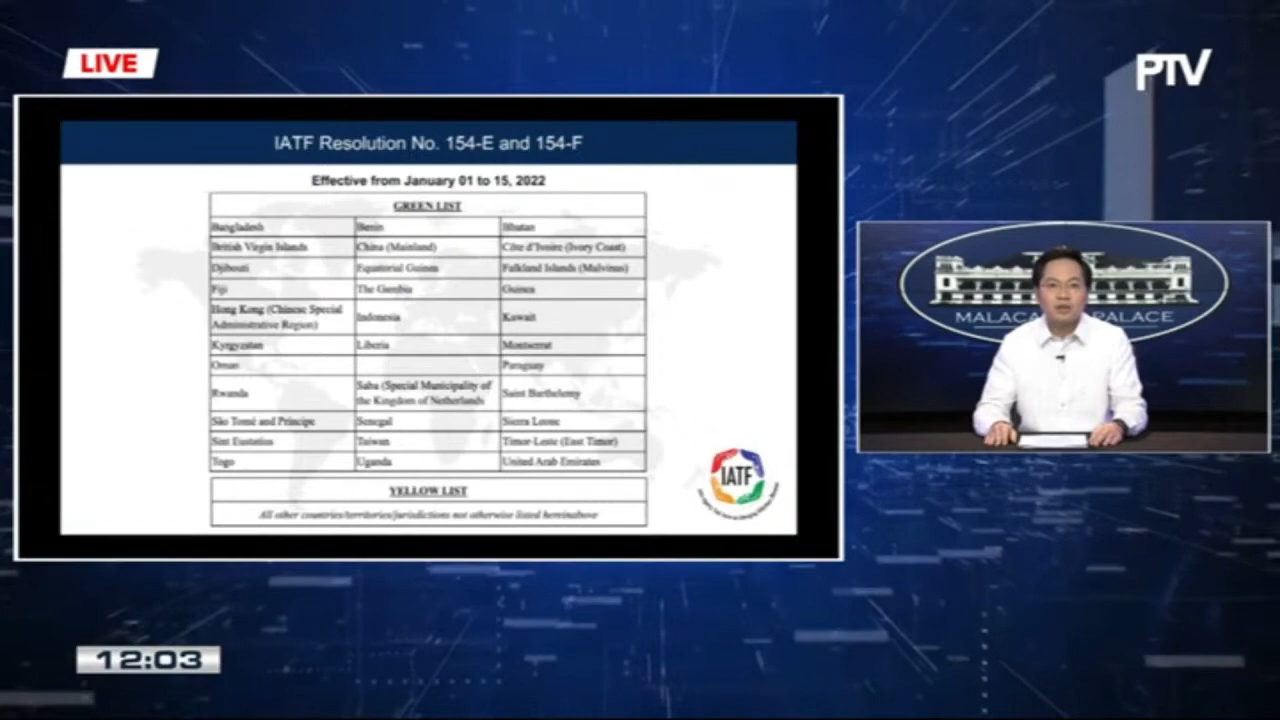 LIVE
PTV
IATF Resolution No. 154-E and 154-F
Effective from January 01 to 15, 2022
GREEN LIST
Bangladesh Benin Bhutan
British Virgin Islands China (Mainland) Côte d'Ivoire (Ivory Coast)
Djibouti Equatorial Guinea Falkland Islands (Malvinas)
Fiji The Gambia Guinea
Hong Kong (Chinese Special
Administrative Region) Indonesia Kuwait
Kyrgyzstan Liberia Montserrat
Oman Paraguay
Rwanda Saba (Special Municipality of
the Kingdom of Netherlands Saint Barthelemy
São Tomé and Príncipe Senegal Sierra Leone
Sint Eustatius Taiwan Timor-Leste (East Timor)
Togo Uganda United Arab Emirates
YELLOW LIST
All other countries/territories/jurisdictions not otherwise listed hereinabove
IATF
PALACE
12:03